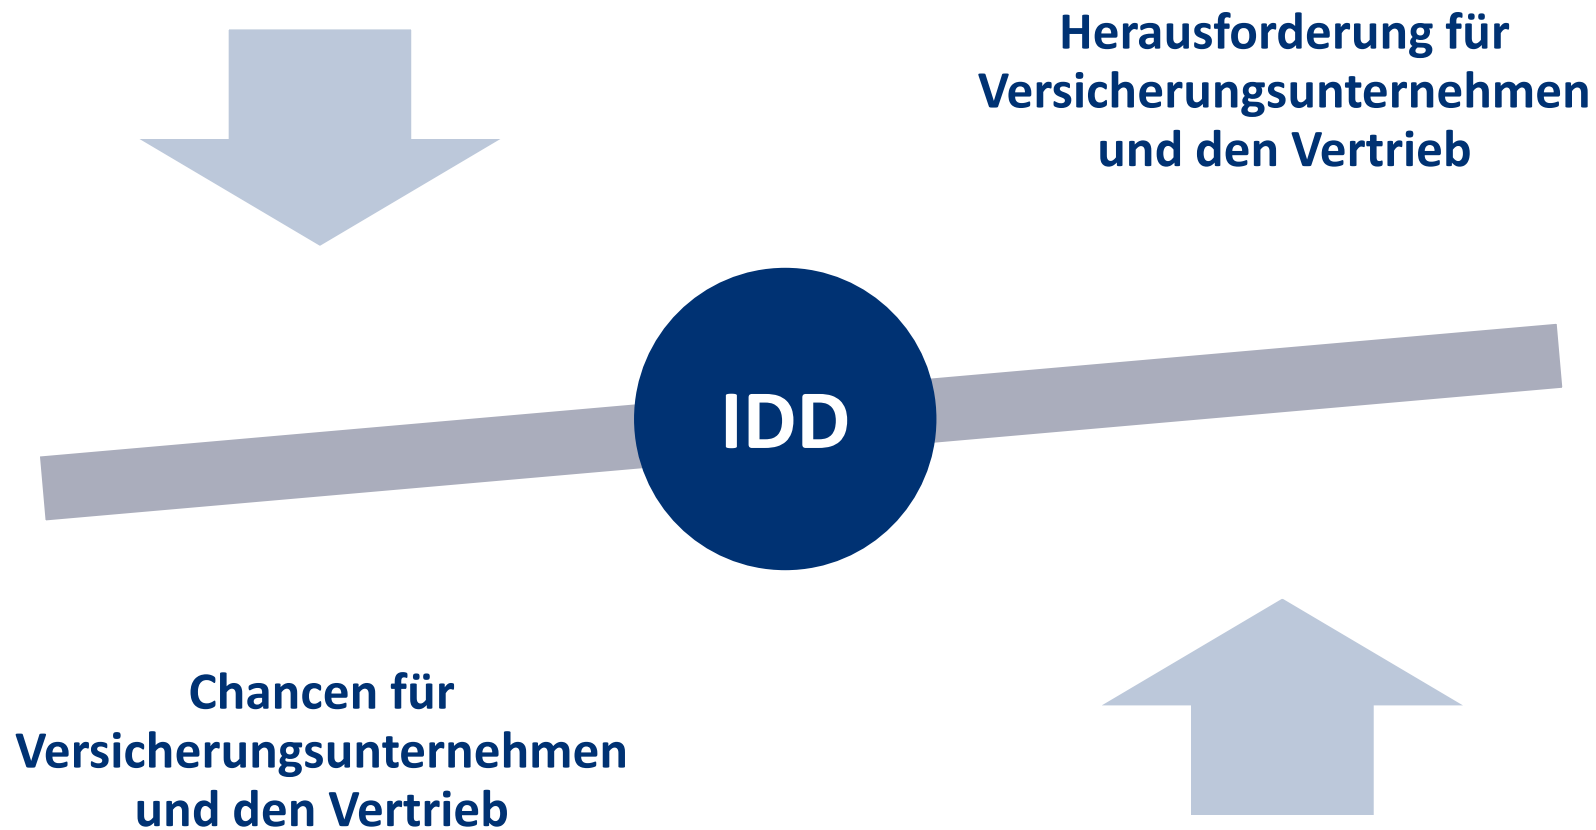 Herausforderung für
Versicherungsunternehmen
und den Vertrieb
IDD
Chancen für
Versicherungsunternehmen
und den Vertrieb